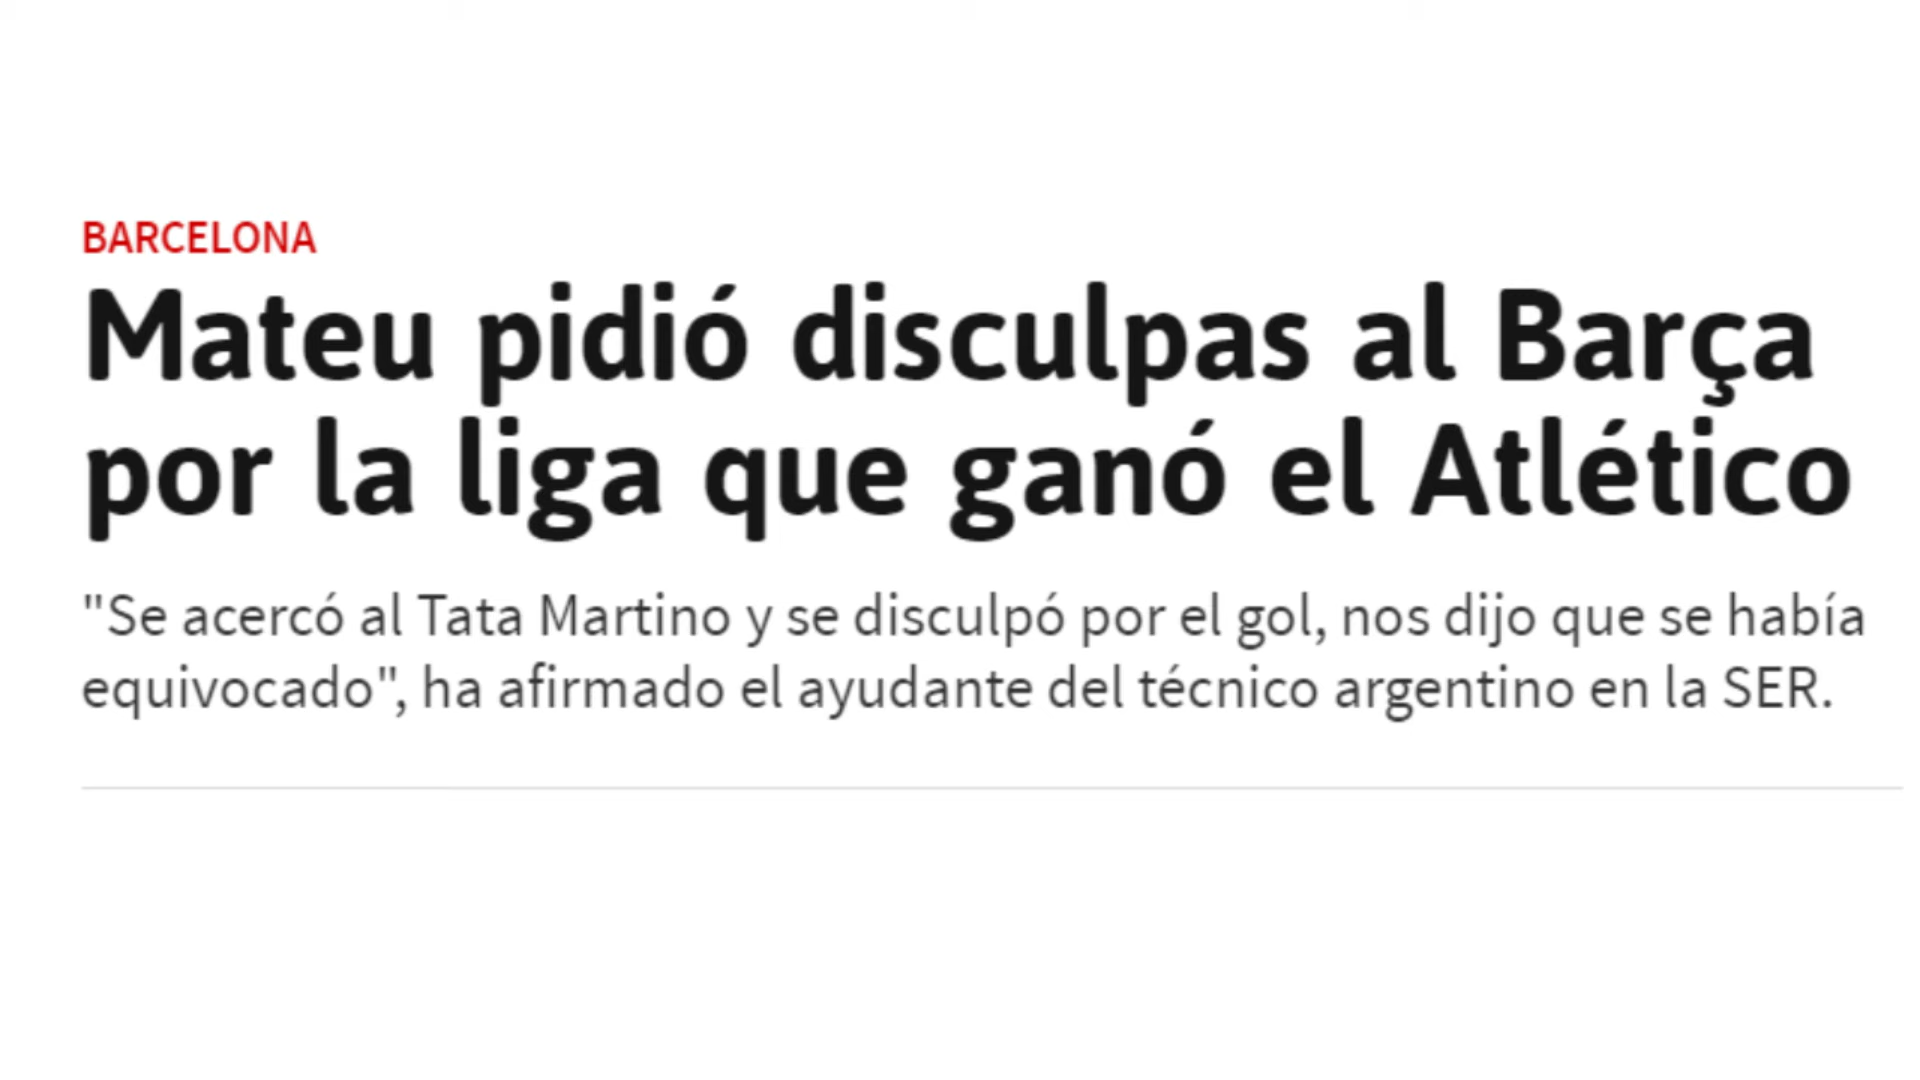 BARCELONA
Mateu pidió disculpas al Barça
por la liga que ganó el Atlético
"Se acercó al Tata Martino y se disculpó por el gol, nos dijo que se había
equivocado", ha afirmado el ayudante del técnico argentino en la SER.